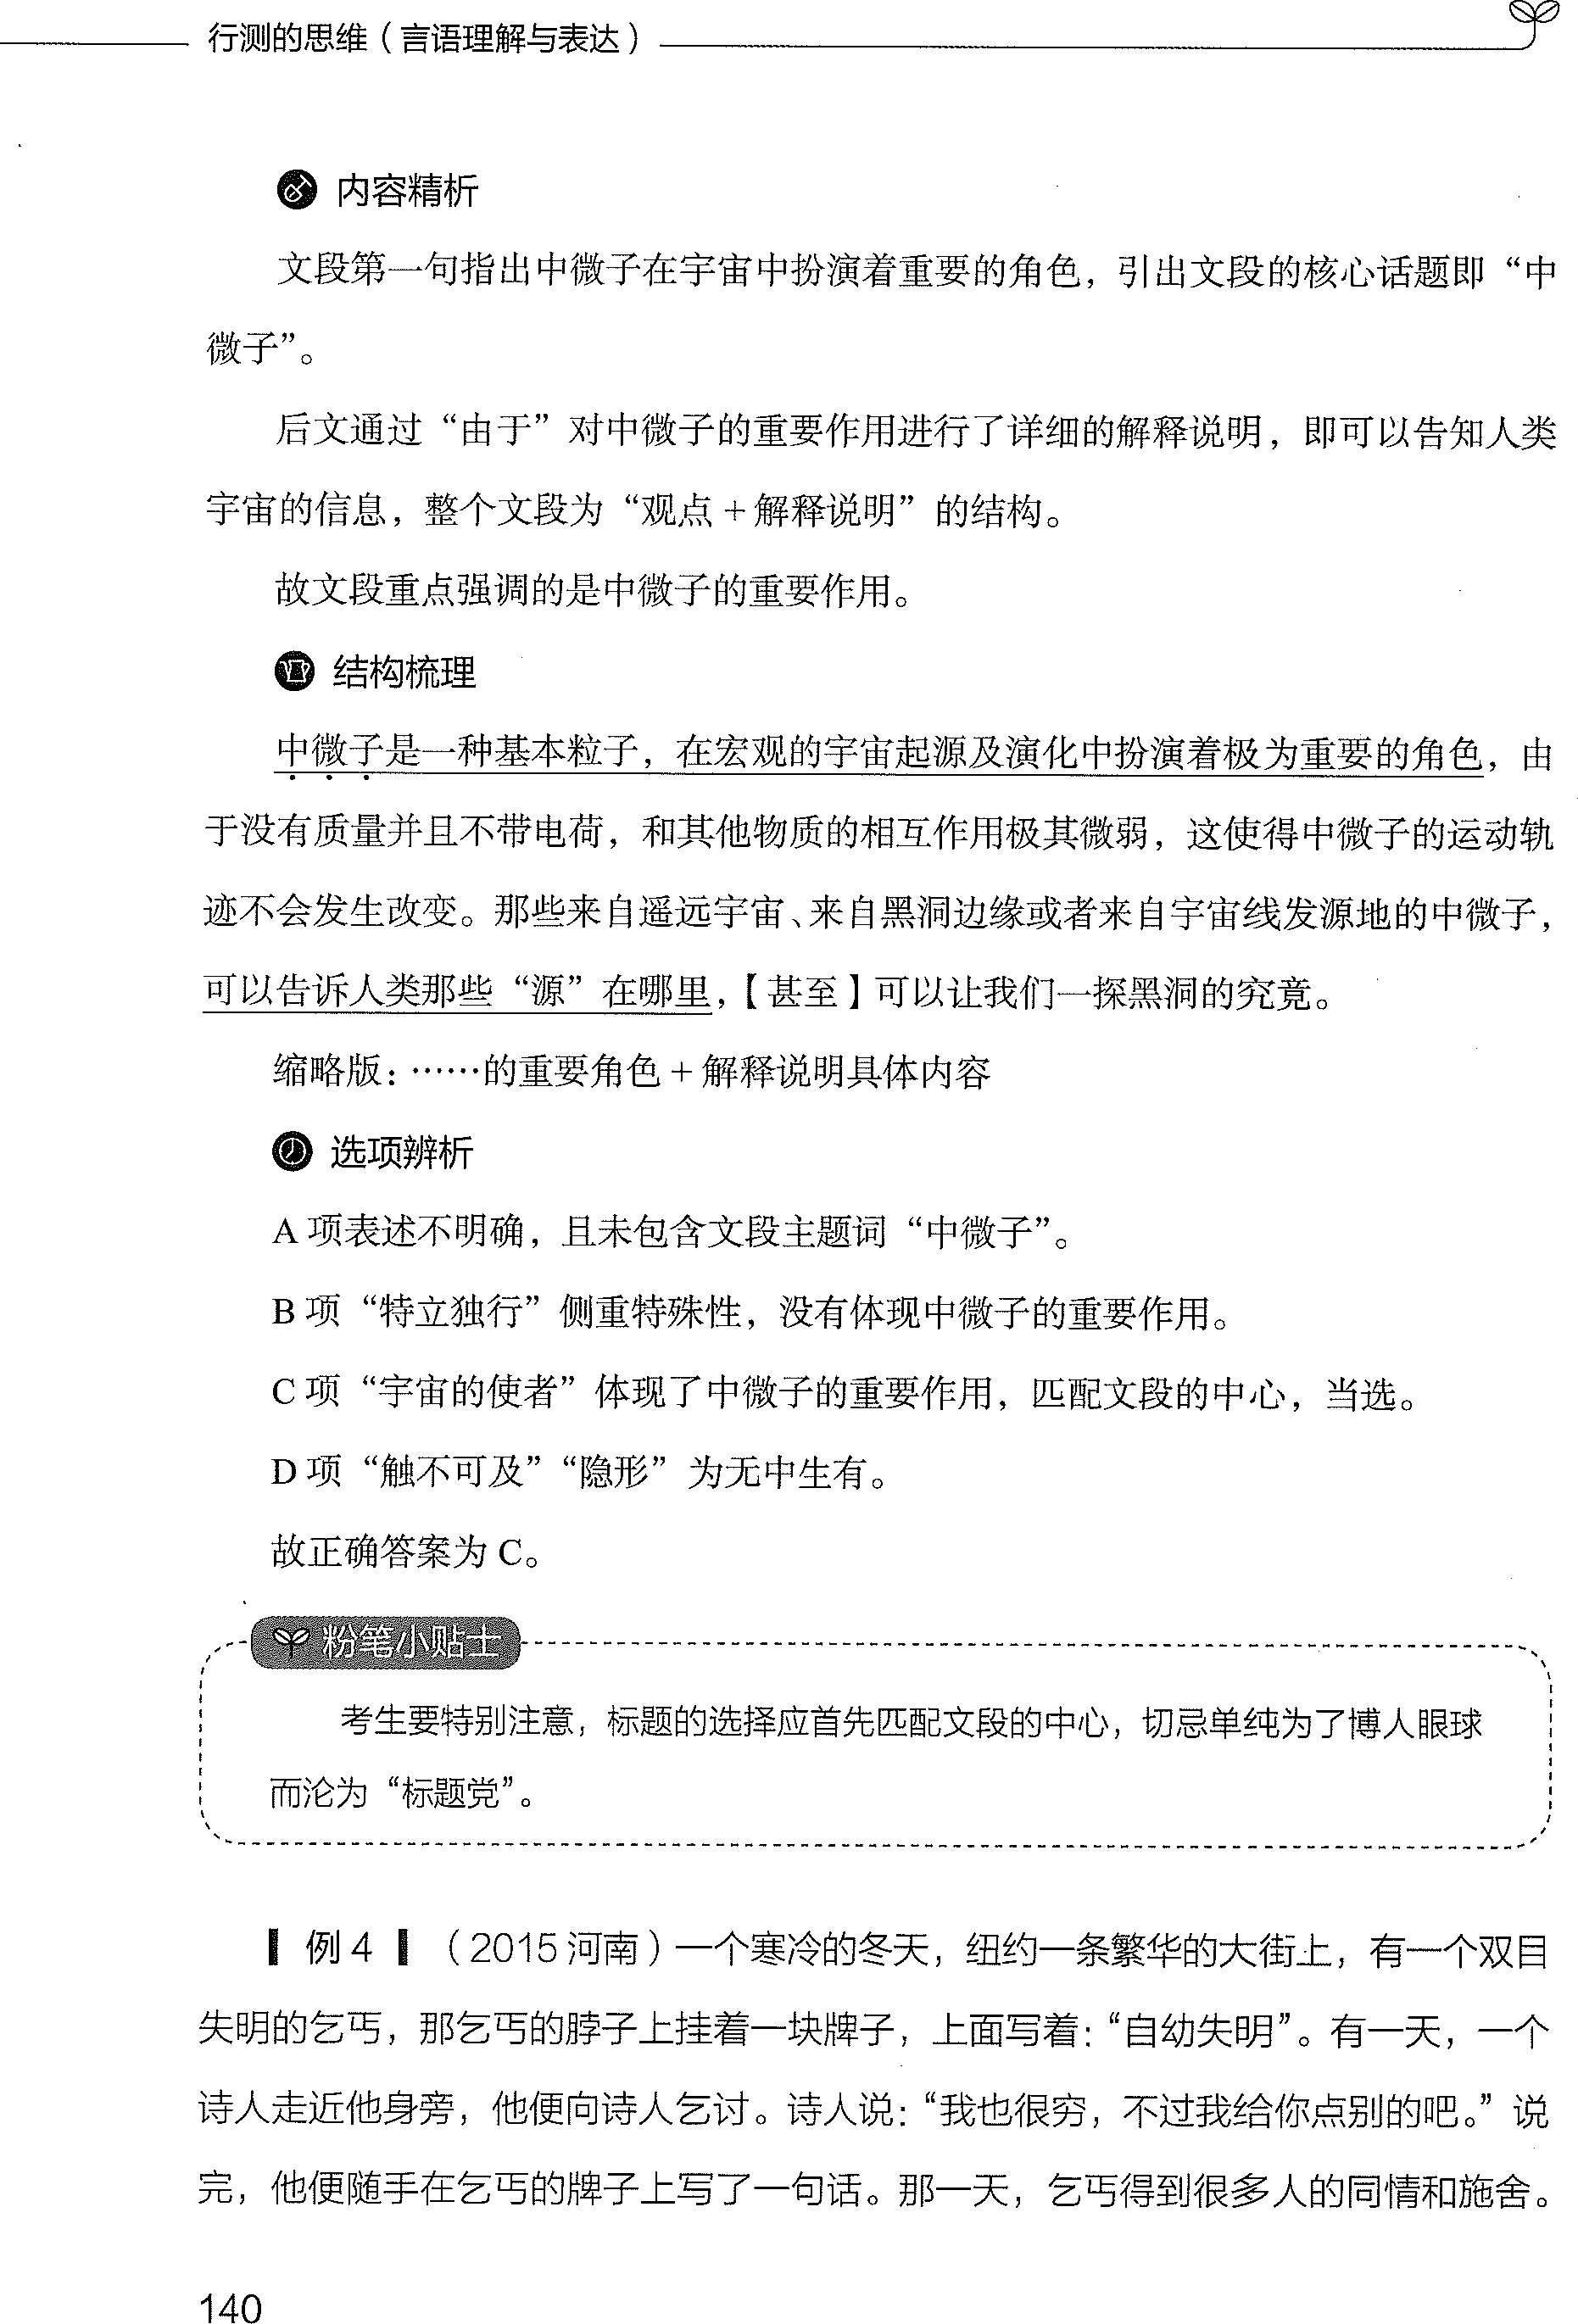 行测的思维（言语理解与表达）
内容精析
文段第一句指出中微子在宇宙中扮演着重要的角色，引出文段的核心话题即“中
微子”。
后文通过“由于”对中微子的重要作用进行了详细的解释说明，即可以告知人类
宇宙的信息，整个文段为“观点+解释说明”的结构。
故文段重点强调的是中微子的重要作用。
结构梳理
中微子是一种基本粒子，在宏观的宇宙起源及演化中扮演着极为重要的角色，由
于没有质量并且不带电荷，和其他物质的相互作用极其微弱，这使得中微子的运动轨
迹不会发生改变。那些来自遥远宇宙、来自黑洞边缘或者来自宇宙线发源地的中微子，
可以告诉人类那些“源”在哪里，【甚至】可以让我们一探黑洞的究竟。
缩略版：……的重要角色+解释说明具体内容
选项辨析
A 项表述不明确，且未包含文段主题词“中微子”。
B 项“特立独行”侧重特殊性，没有体现中微子的重要作用。
C 项“宇宙的使者”体现了中微子的重要作用，匹配文段的中心，当选。
D 项“触不可及”“隐形”为无中生有。
故正确答案为 C。
粉笔小贴士
考生要特别注意，标题的选择应首先匹配文段的中心，切忌单纯为了博人眼球
而沦为“标题党”。
例 4 （2015 河南）一个寒冷的冬天，纽约一条繁华的大街上，有一个双目
失明的乞丐，那乞丐的脖子上挂着一块牌子，上面写着：“自幼失明”。有一天，一个
诗人走近他身旁，他便向诗人乞讨。诗人说：“我也很穷，不过我给你点别的吧。”说
完，他便随手在乞丐的牌子上写了一句话。那一天，乞丐得到很多人的同情和施舍。
140